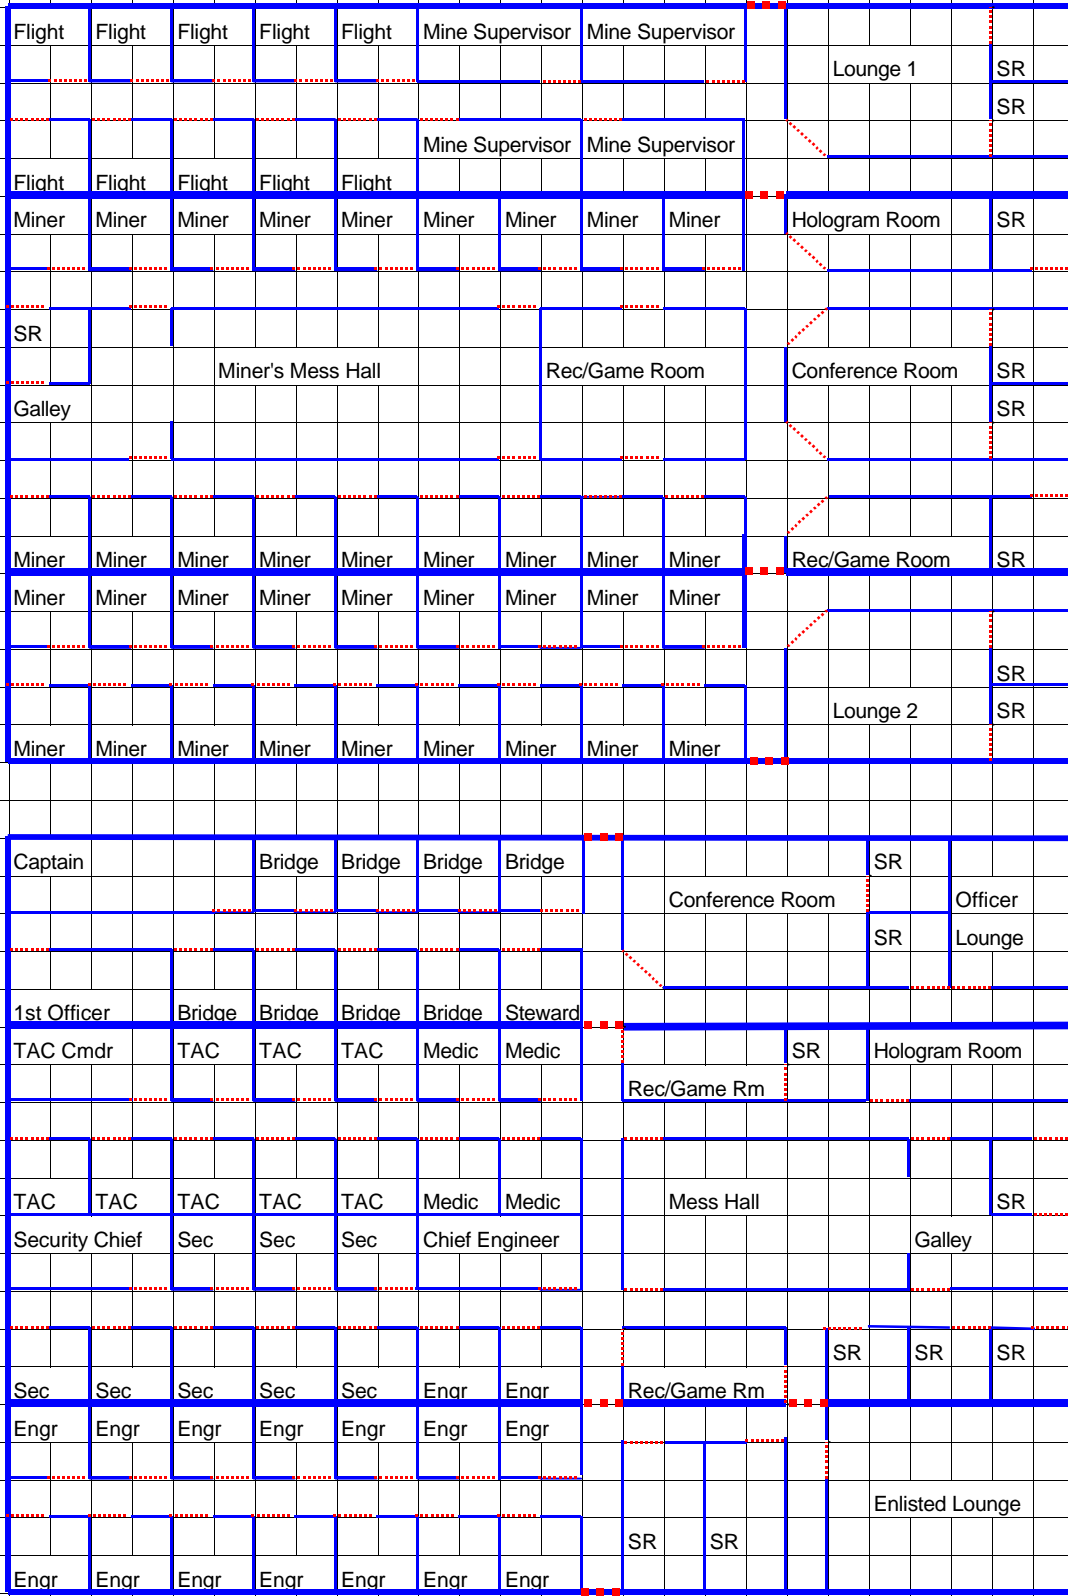 Flight Flight Flight Flight Flight Mine Supervisor Mine Supervisor
Lounge 1 SR
SR
Mine Supervisor Mine Supervisor
Flight Flight Flight Flight Flight
Miner Miner Miner Miner Miner Miner Miner Miner Miner Hologram Room SR
SR
Miner's Mess Hall Rec/Game Room Conference Room SR
Galley SR
Miner Miner Miner Miner Miner Miner Miner Miner Miner Rec/Game Room SR
Miner Miner Miner Miner Miner Miner Miner Miner Miner
SR
Lounge 2 SR
Miner Miner Miner Miner Miner Miner Miner Miner Miner
Captain Bridge Bridge Bridge Bridge SR
Conference Room Officer
SR Lounge
1st Officer Bridge Bridge Bridge Bridge Steward
TAC Cmdr TAC TAC TAC Medic Medic SR Hologram Room
Rec/Game Rm
TAC TAC TAC TAC TAC Medic Medic Mess Hall SR
Security Chief Sec Sec Sec Chief Engineer Galley
SR SR SR
Sec Sec Sec Sec Sec Engr Engr Rec/Game Rm
Engr Engr Engr Engr Engr Engr Engr
Enlisted Lounge
SR SR
Engr Engr Engr Engr Engr Engr Engr